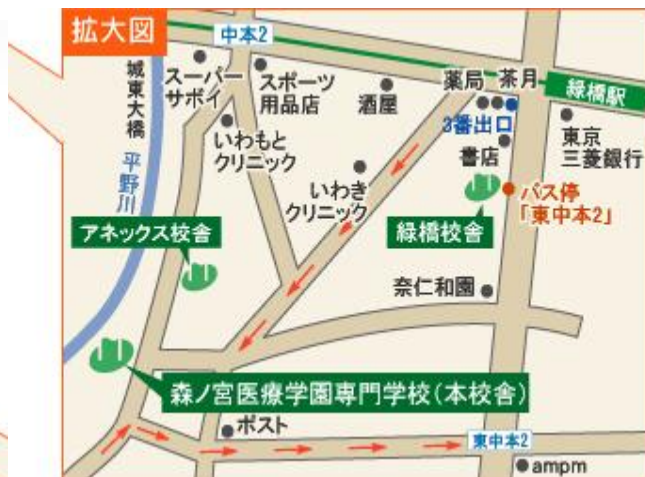 拡大図
中本2
城東大橋
スーパー
サボイ
スポーツ
用品店
酒屋
薬局
茶月
緑橋駅
3番出口
いわもと
クリニック
書店
東京
三菱銀行
平野川
いわき
クリニック
バス停
「東中本2」
アネックス校舎
緑橋校舎
奈仁和園
森ノ宮医療学園専門学校(本校舎)
ポスト
東中本2
ampm